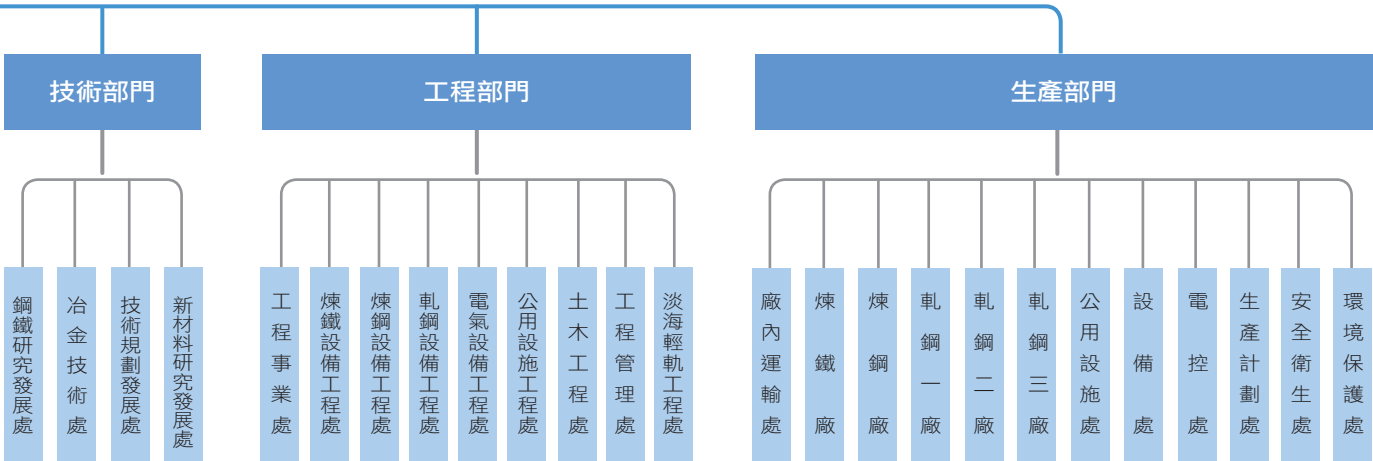 技術部門
工程部門
生產部門
鋼鐵研究發展處
冶金技術處
技術規劃發展處
新材料研究發展處
工程事業處
煉鐵設備工程處
煉鋼設備工程處
軋鋼設備工程處
電氣設備工程處
公用設施工程處
土木工程處
工程管理處
淡海輕軌工程處
廠內運輸處
煉鐵廠
煉鋼廠
軋鋼一廠
軋鋼二廠
軋鋼三廠
公用設施處
設備處
電控處
生產計劃處
安全衛生處
環境保護處